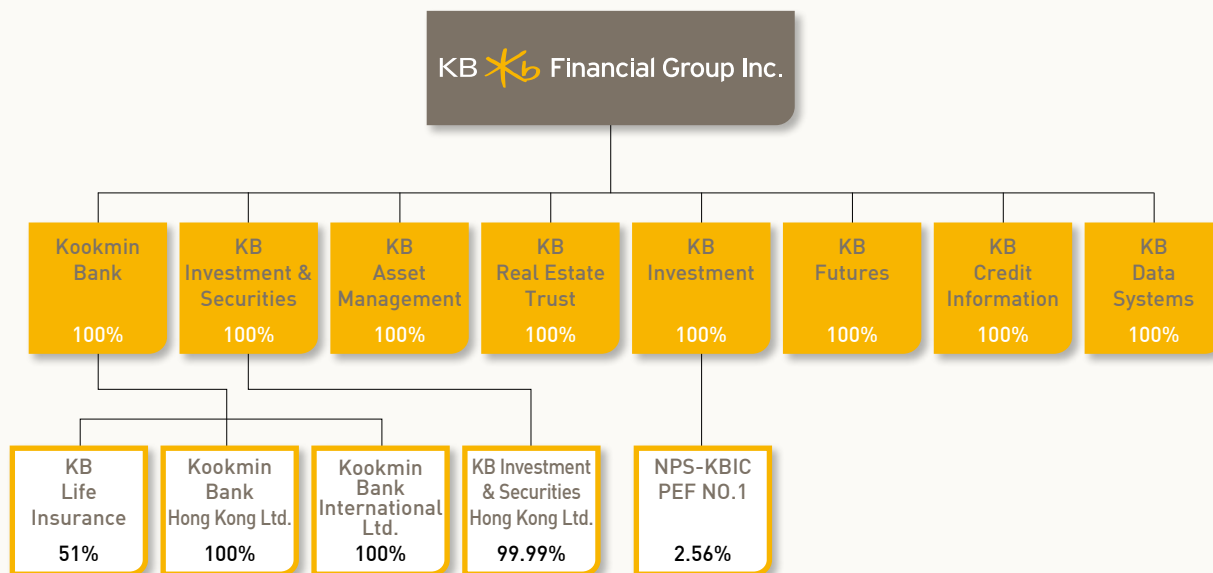 KB Kb Financial Group Inc.
Kookmin
Bank
100%
KB
Investment &
Securities
100%
KB
Asset
Management
100%
KB
Real Estate
Trust
100%
KB
Investment
100%
KB
Futures
100%
KB
Credit
Information
100%
KB
Data
Systems
100%
KB
Life
Insurance
51%
Kookmin
Bank
Hong Kong Ltd.
100%
Kookmin
Bank
International
Ltd.
100%
KB Investment
& Securities
Hong Kong Ltd.
99.99%
NPS-KBIC
PEF NO.1
2.56%